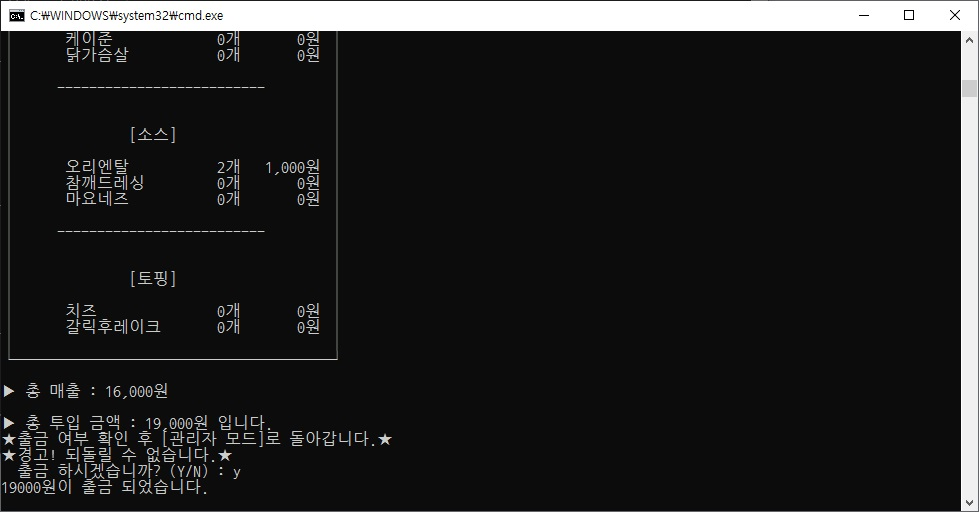 C:₩WINDOWS₩system32₩cmd.exe
케이준 0개 0원
닭가슴살 0개 0원
--------------------------
[소스]
오리엔탈 2개 1,000원
참깨드레싱 0개 0원
마요네즈 0개 0원
--------------------------
[토핑]
치즈 0개 0원
갈릭후레이크 0개 0원
▶ 총 매출 : 16,000원
▶ 총 투입 금액 : 19,000원 입니다.
★출금 여부 확인 후 [관리자 모드]로 돌아갑니다.★
★경고! 되돌릴 수 없습니다.★
출금 하시겠습니까? (Y/N) : y
19000원이 출금 되었습니다.